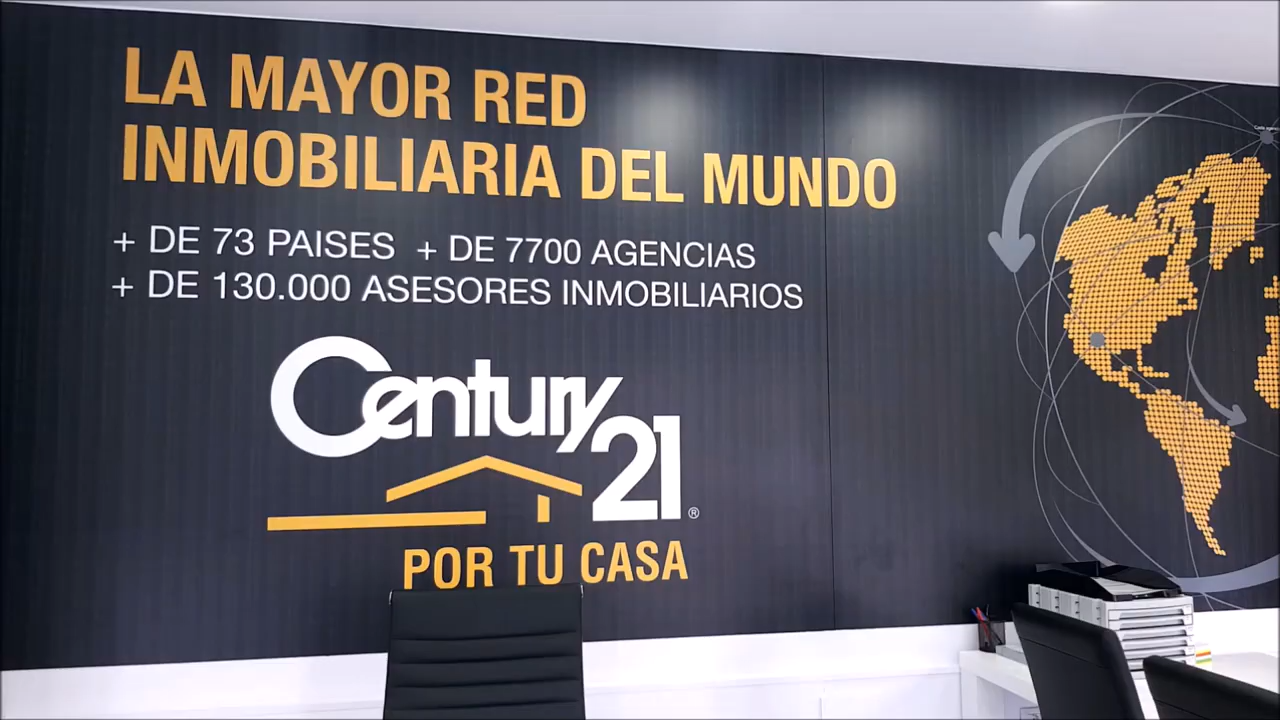 LA MAYOR RED
INMOBILIARIA DEL MUNDO
+ DE 73 PAISES + DE 7700 AGENCIAS
+ DE 130.000 ASESORES INMOBILIARIOS
Century
21®
POR TU CASA